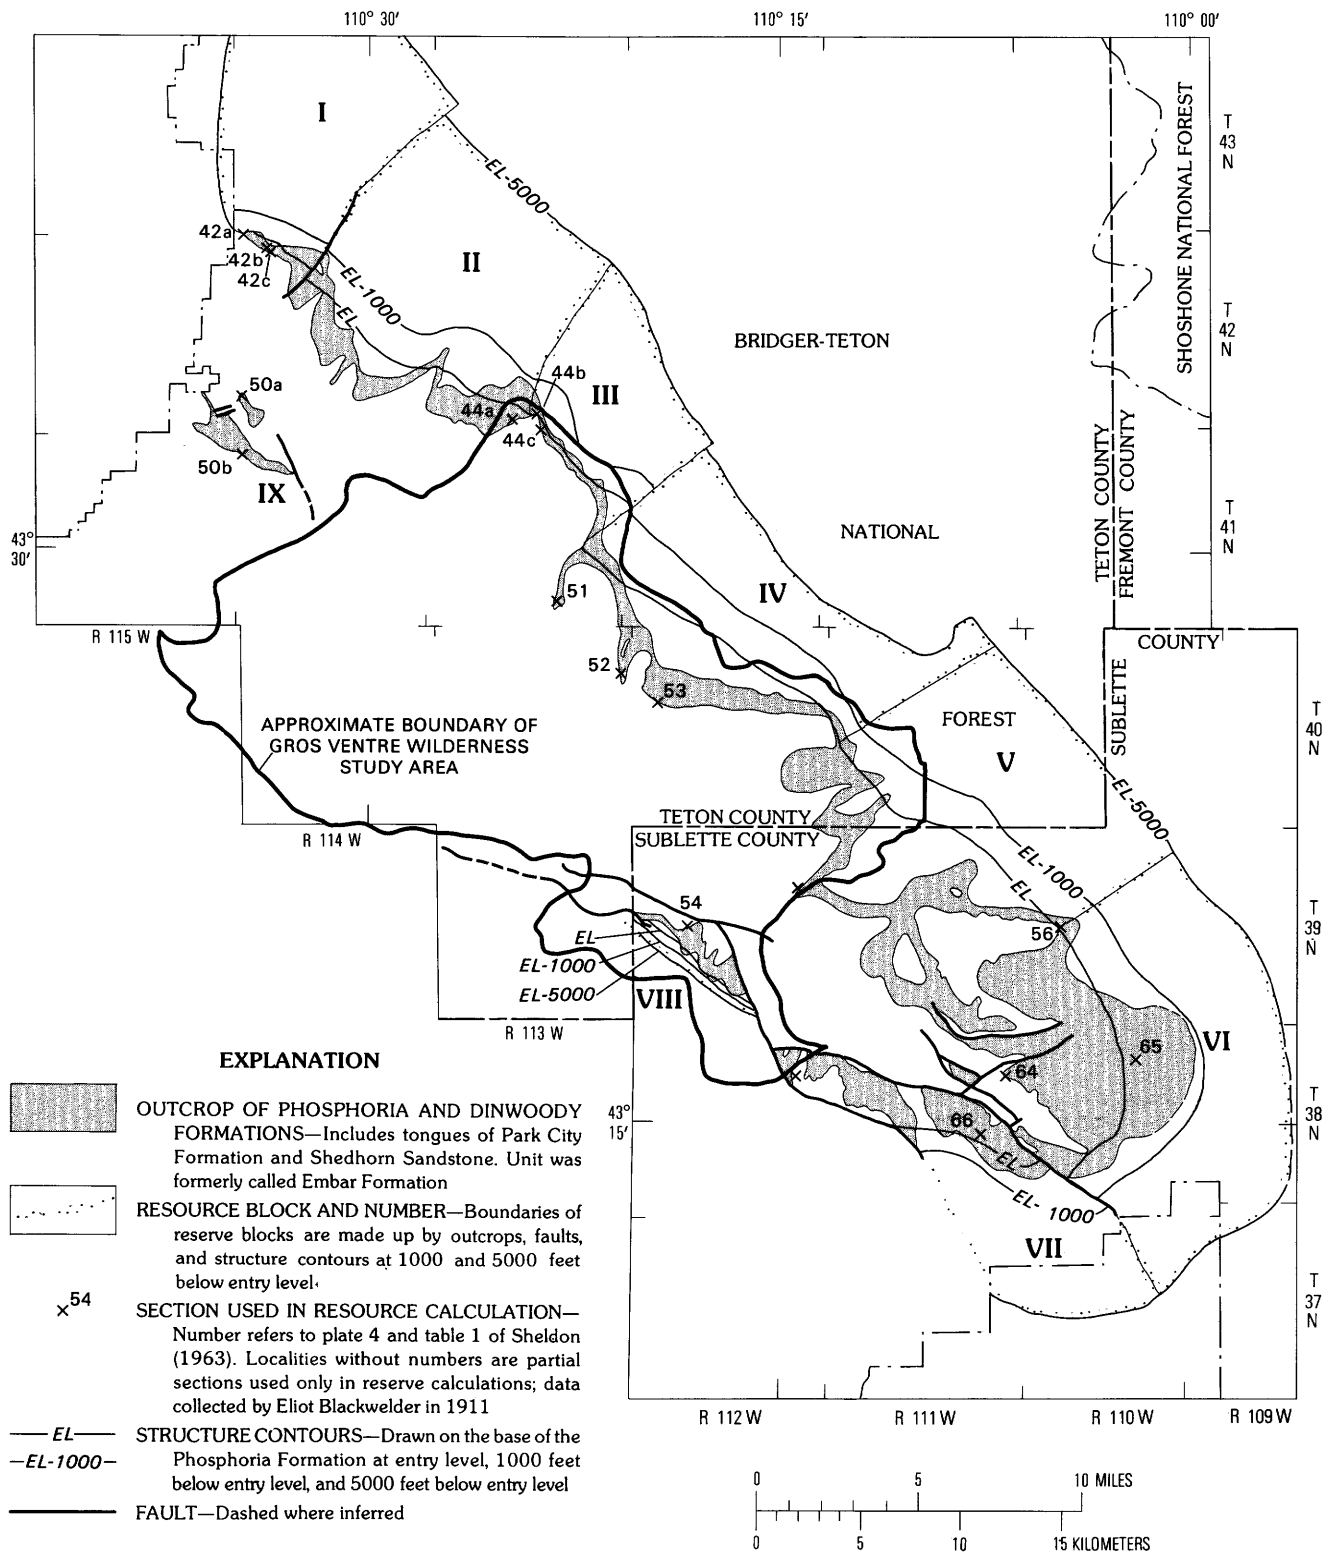 110° 30′
110° 15′
110° 00′
I
T
43
N
SHOSHONE NATIONAL FOREST
EL-5000
42a
42b
42c
II
EL-1000
EL
T
42
N
BRIDGER-TETON
44b
III
50a
44a
44c
50b
IX
TETON COUNTY
FREMONT COUNTY
T
41
N
NATIONAL
43°
30′
IV
51
R 115 W
COUNTY
SUBLETTE
52
53
FOREST
V
T
40
N
APPROXIMATE BOUNDARY OF
GROS VENTRE WILDERNESS
STUDY AREA
EL-5000
TETON COUNTY
SUBLETTE COUNTY
R 114 W
EL-1000
EL
54
56
T
39
N
EL
EL-1000
EL-5000
VIII
R 113 W
VI
65
64
66
EL
43°
15′
T
38
N
EL- 1000
VII
T
37
N
R 112 W
R 111 W
R 110 W
R 109 W
EXPLANATION
OUTCROP OF PHOSPHORIA AND DINWOODY
FORMATIONS—Includes tongues of Park City
Formation and Shedhorn Sandstone. Unit was
formerly called Embar Formation
RESOURCE BLOCK AND NUMBER—Boundaries of
reserve blocks are made up by outcrops, faults,
and structure contours at 1000 and 5000 feet
below entry level.
×54
SECTION USED IN RESOURCE CALCULATION—
Number refers to plate 4 and table 1 of Sheldon
(1963). Localities without numbers are partial
sections used only in reserve calculations; data
collected by Eliot Blackwelder in 1911
EL
EL-1000
STRUCTURE CONTOURS—Drawn on the base of the
Phosphoria Formation at entry level, 1000 feet
below entry level, and 5000 feet below entry level
FAULT—Dashed where inferred
0 5 10 MILES
0 5 10 15 KILOMETERS